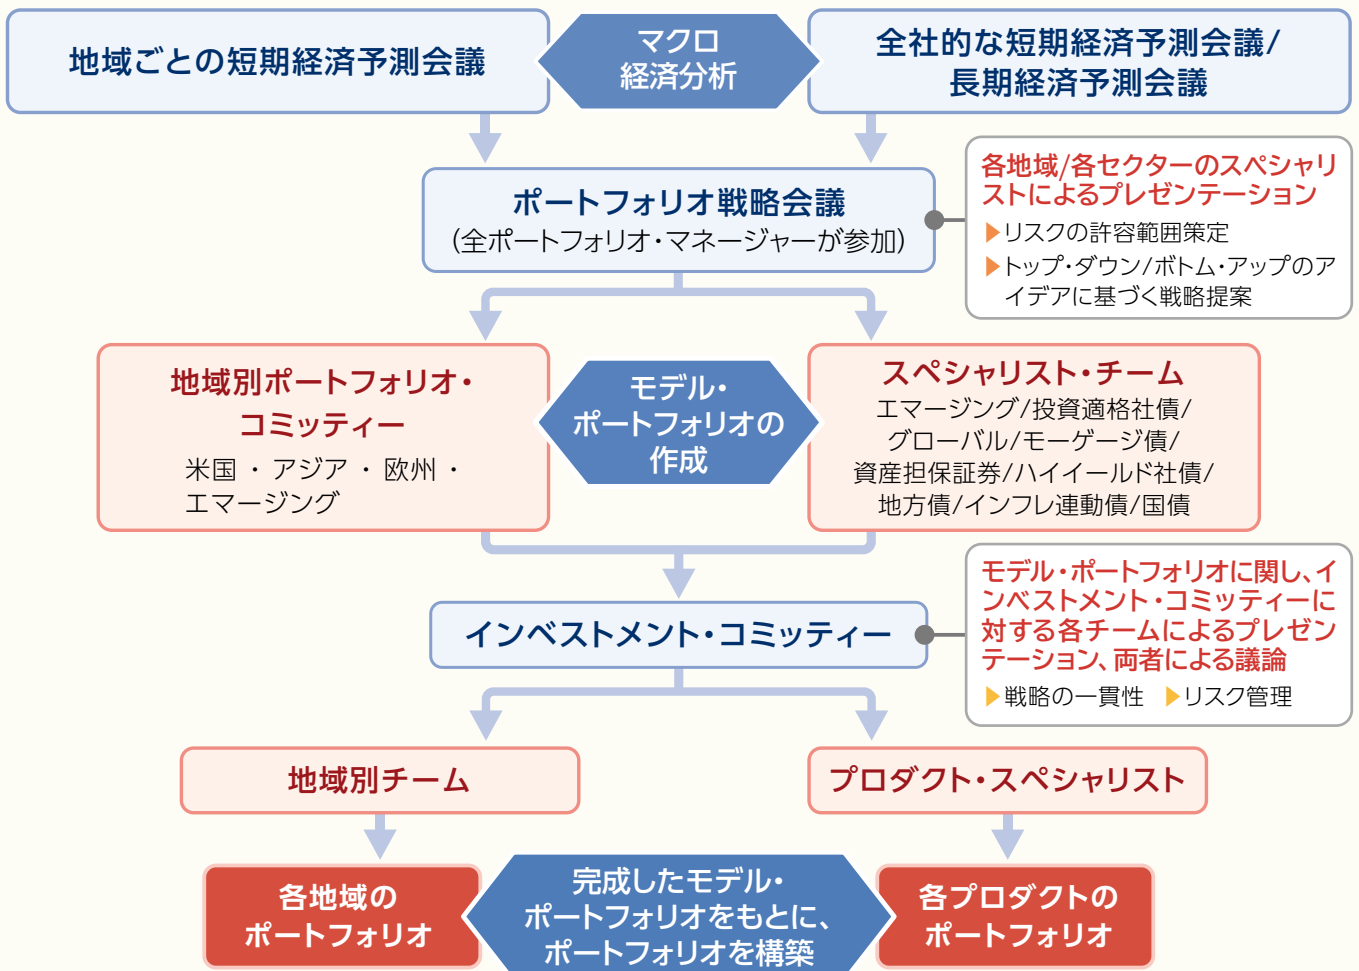 地域ごとの短期経済予測会議
マクロ
経済分析
全社的な短期経済予測会議/
長期経済予測会議
ポートフォリオ戦略会議
(全ポートフォリオ・マネージャーが参加)
各地域/各セクターのスペシャリ
ストによるプレゼンテーション
▶リスクの許容範囲策定
▶トップ・ダウン/ボトム・アップのア
イデアに基づく戦略提案
地域別ポートフォリオ・
コミッティー
米国 ・ アジア ・ 欧州 ・
エマージング
モデル・
ポートフォリオの
作成
スペシャリスト・チーム
エマージング/投資適格社債/
グローバル/モーゲージ債/
資産担保証券/ハイイールド社債/
地方債/インフレ連動債/国債
インベストメント・コミッティー
モデル・ポートフォリオに関し、イ
ンベストメント・コミッティーに
対する各チームによるプレゼン
テーション、両者による議論
▶戦略の一貫性 ▶リスク管理
地域別チーム
プロダクト・スペシャリスト
各地域の
ポートフォリオ
完成したモデル・
ポートフォリオをもとに、
ポートフォリオを構築
各プロダクトの
ポートフォリオ